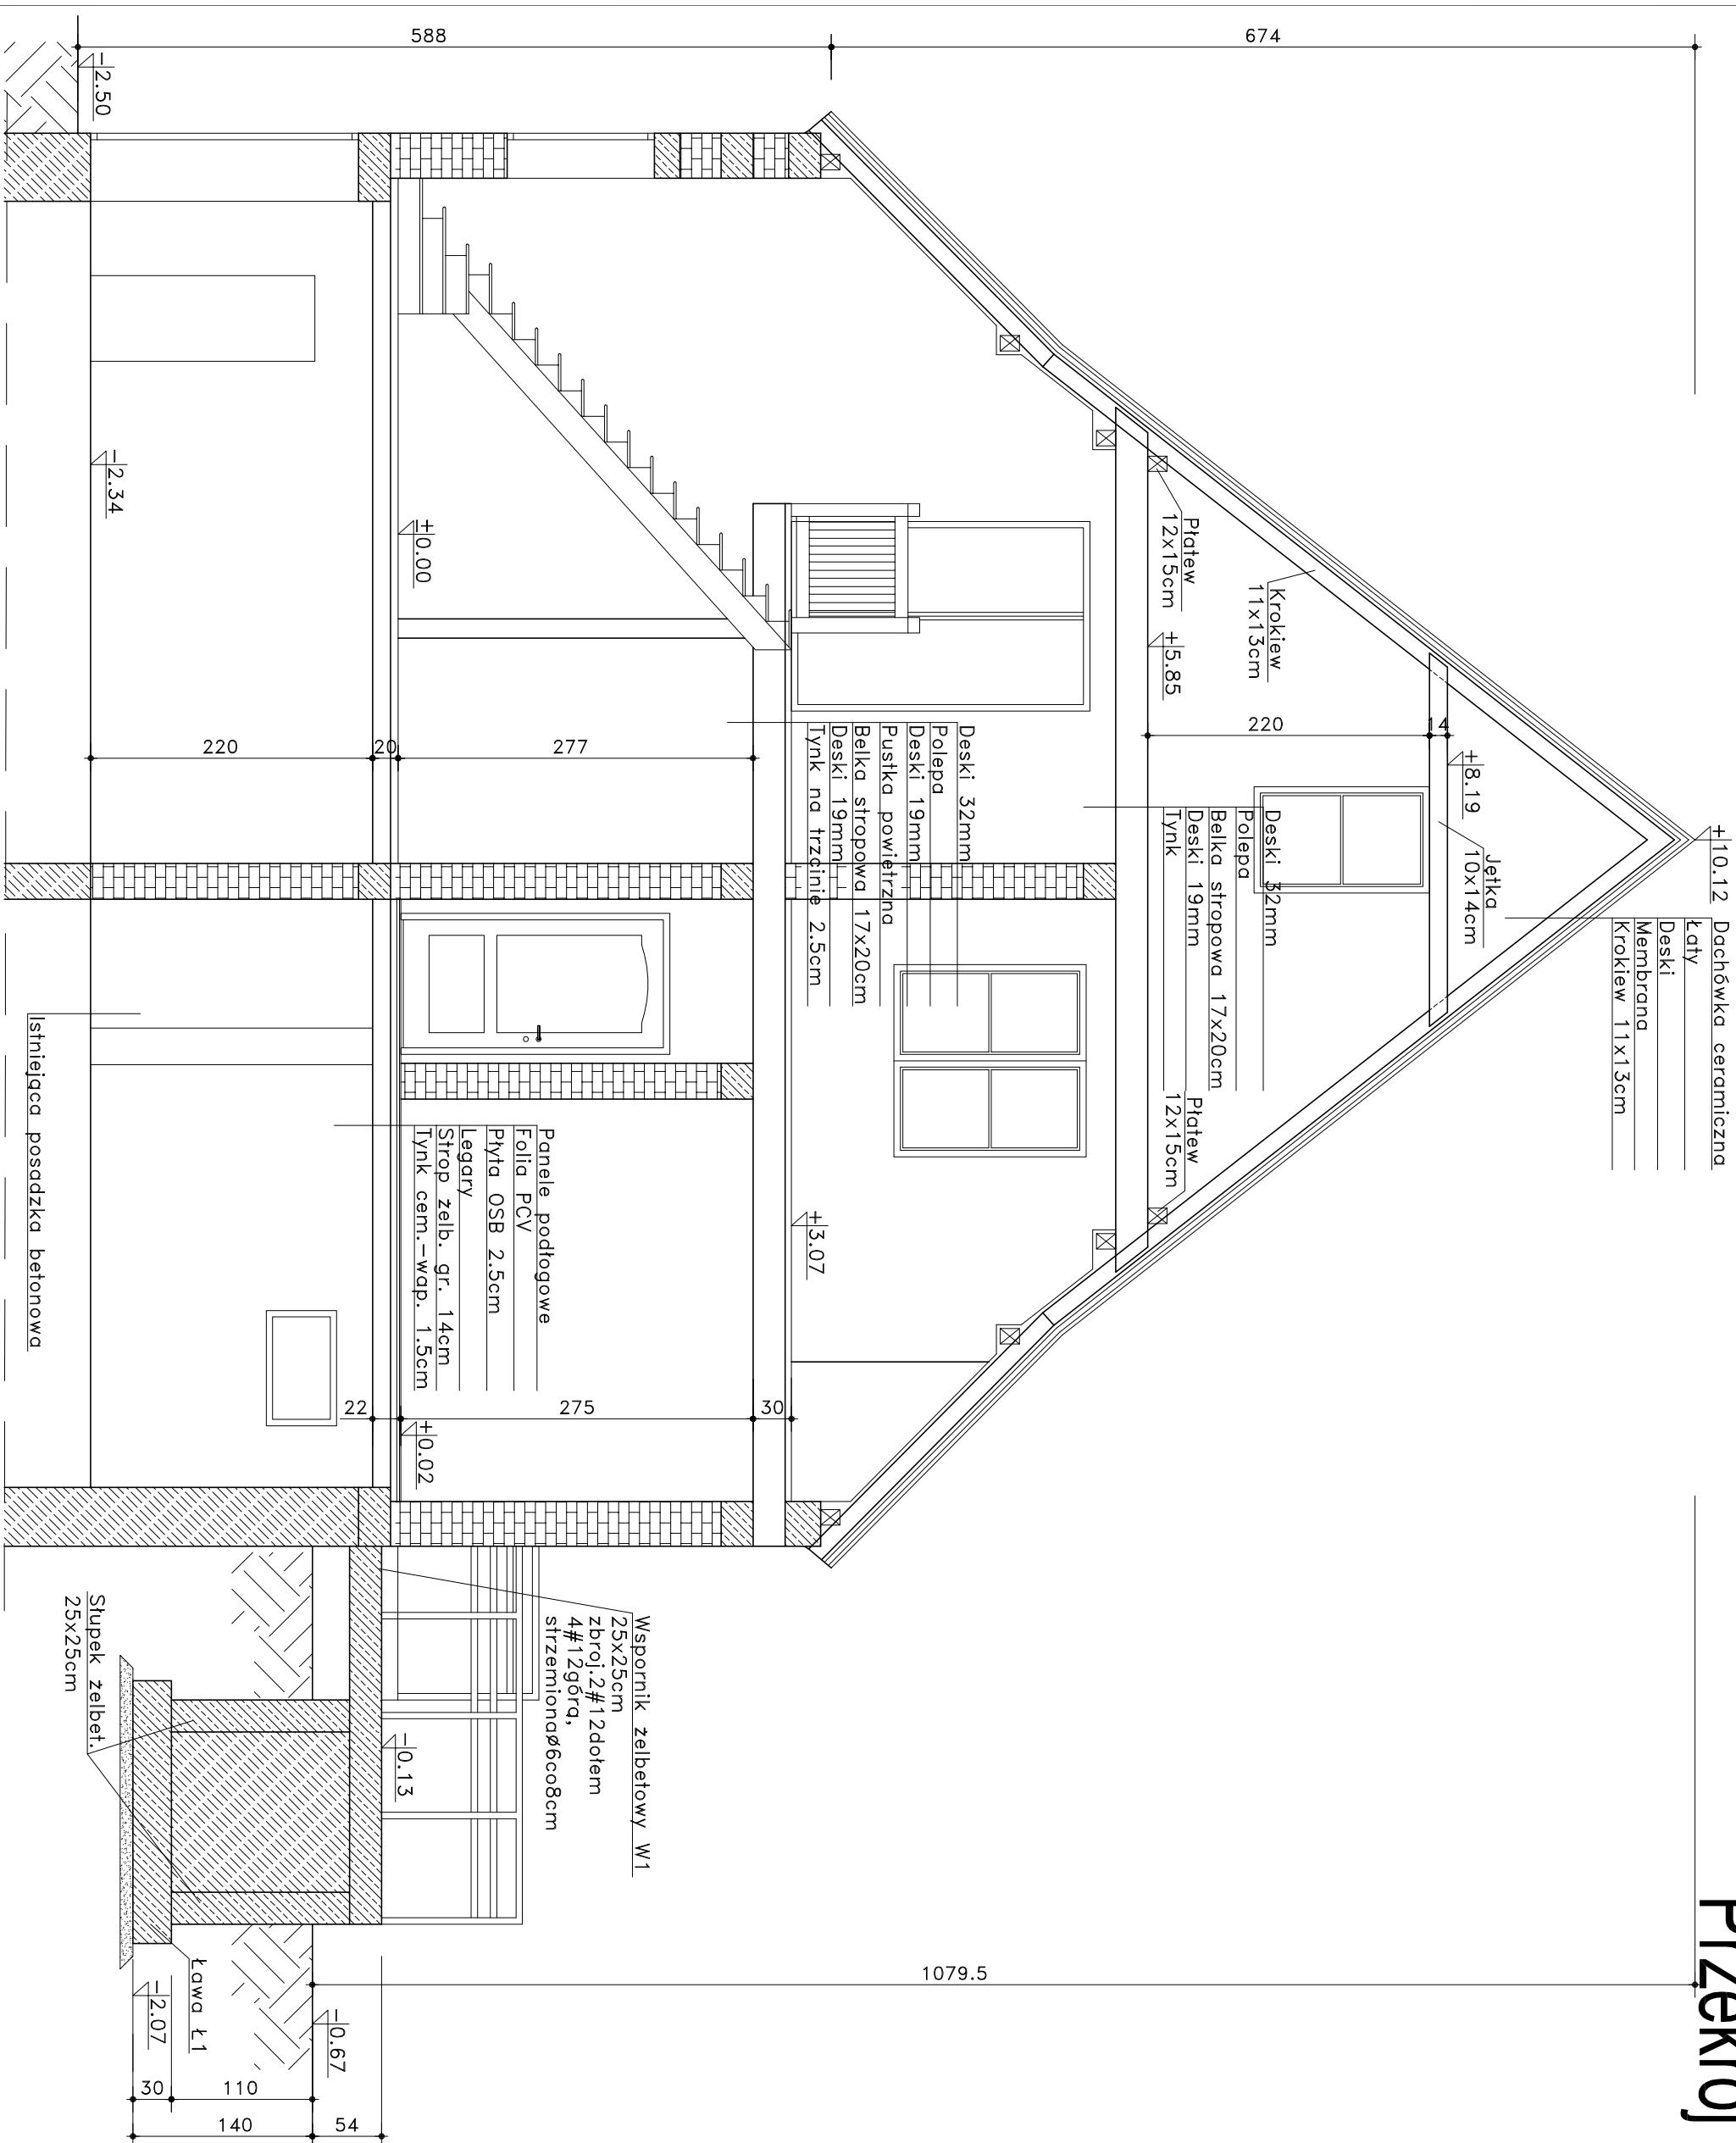 Przekrój
588
674
-2.50
+10.12
Dachówka ceramiczna
Łaty
Deski
Membrana
Krokiew 11x13cm
Jętka
10x14cm
+8.19
Krokiew
11x13cm
Płatew
12x15cm
+5.85
220
14
Deski 32mm
Polepa
Belka stropowa 17x20cm
Deski 19mm
Tynk
Płatew
12x15cm
Deski 32mm
Polepa
Deski 19mm
Pustka powietrzna
Belka stropowa 17x20cm
Deski 19mm
Tynk na trzcinie 2.5cm
+3.07
±0.00
-2.34
220
20
277
22
275
30
+0.02
Panele podłogowe
Folia PCV
Płyta OSB 2.5cm
Legary
Strop żelb. gr. 14cm
Tynk cem.-wap. 1.5cm
Istniejąca posadzka betonowa
Wspornik żelbetowy W1
25x25cm
zbroj.2#12dołem
4#12górą,
strzemionaø6co8cm
-0.13
Słupek żelbet.
25x25cm
Ława Ł1
-2.07
-0.67
1079.5
30
110
140
54